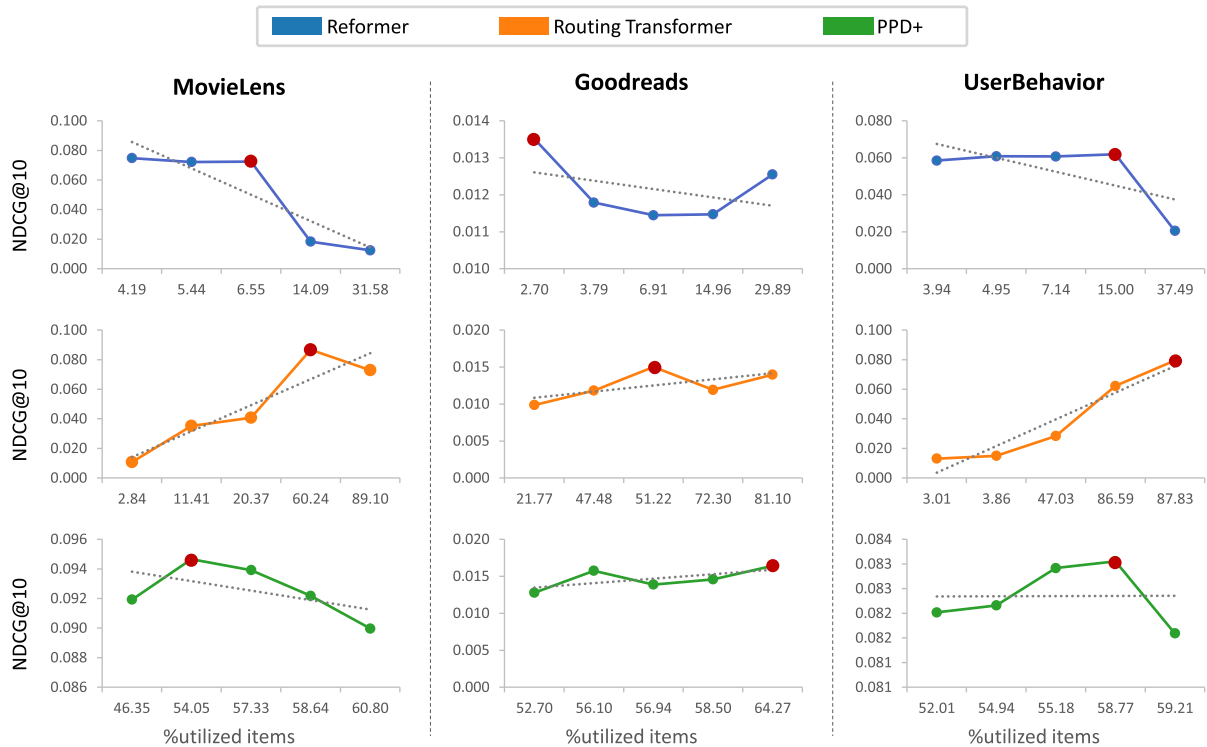 Reformer Routing Transformer PPD+
MovieLens Goodreads UserBehavior
NDCG@10
0.100 0.080 0.060 0.040 0.020 0.000
4.19 5.44 6.55 14.09 31.58
0.014 0.013 0.012 0.011 0.010
2.70 3.79 6.91 14.96 29.89
0.080 0.060 0.040 0.020 0.000
3.94 4.95 7.14 15.00 37.49
NDCG@10
0.100 0.080 0.060 0.040 0.020 0.000
2.84 11.41 20.37 60.24 89.10
0.020 0.015 0.010 0.005 0.000
21.77 47.48 51.22 72.30 81.10
0.100 0.080 0.060 0.040 0.020 0.000
3.01 3.86 47.03 86.59 87.83
NDCG@10
0.096 0.094 0.092 0.090 0.088 0.086
46.35 54.05 57.33 58.64 60.80
%utilized items
0.020 0.015 0.010 0.005 0.000
52.70 56.10 56.94 58.50 64.27
%utilized items
0.084 0.083 0.083 0.082 0.082 0.081 0.081
52.01 54.94 55.18 58.77 59.21
%utilized items